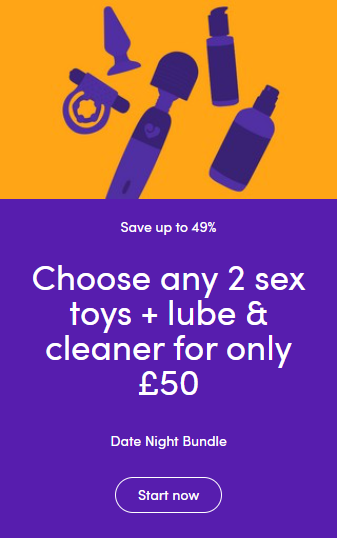 Save up to 49%
Choose any 2 sex
toys + lube &
cleaner for only
£50
Date Night Bundle
Start now